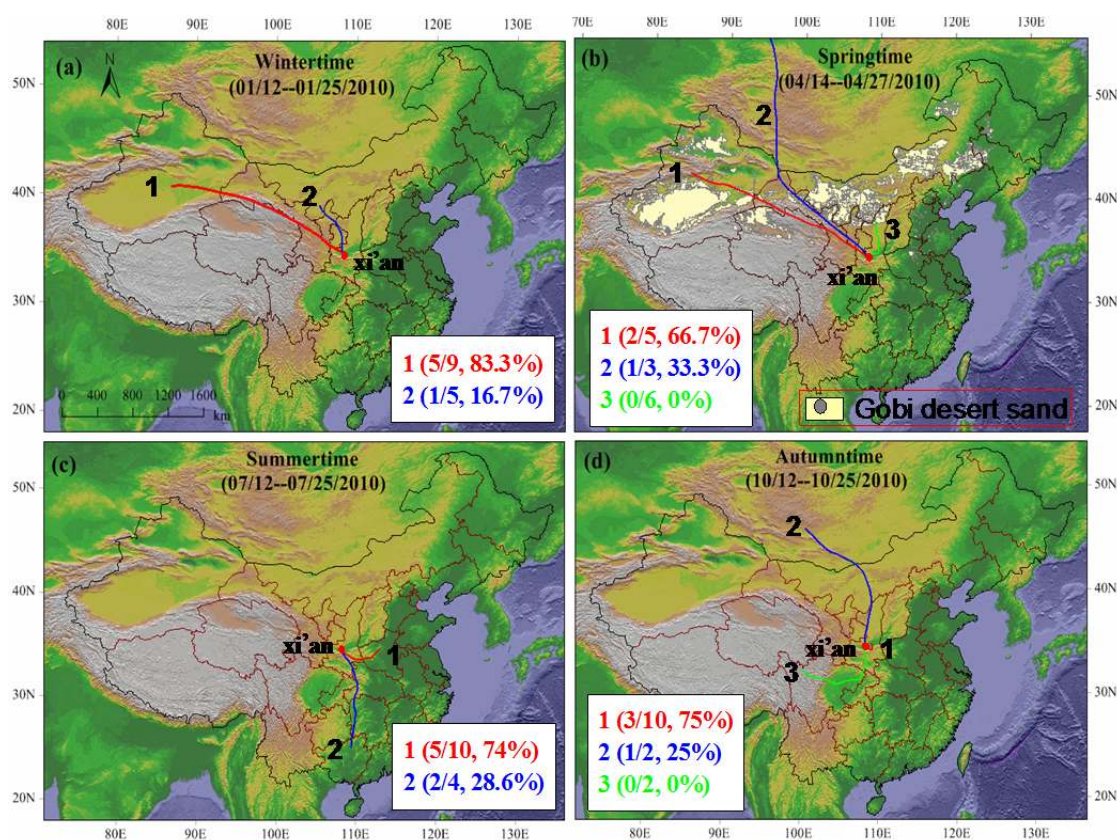 80E 90E 100E 110E 120E 130E
80E 90E 100E 110E 120E 130E
50N
40N
30N
20N
(a)
N
Wintertime
(01/12--01/25/2010)
1
2
xi'an
0 400 800 1200 1600
km
1 (5/9, 83.3%)
2 (1/5, 16.7%)
(b)
Springtime
(04/14--04/27/2010)
2
1
3
xi'an
1 (2/5, 66.7%)
2 (1/3, 33.3%)
3 (0/6, 0%)
Gobi desert sand
50N
40N
30N
20N
50N
40N
30N
20N
(c)
Summertime
(07/12--07/25/2010)
xi'an
1
2
1 (5/10, 74%)
2 (2/4, 28.6%)
(d)
Autumntime
(10/12--10/25/2010)
2
xi'an
1
3
1 (3/10, 75%)
2 (1/2, 25%)
3 (0/2, 0%)
50N
40N
30N
20N
80E 90E 100E 110E 120E 130E
80E 90E 100E 110E 120E 130E